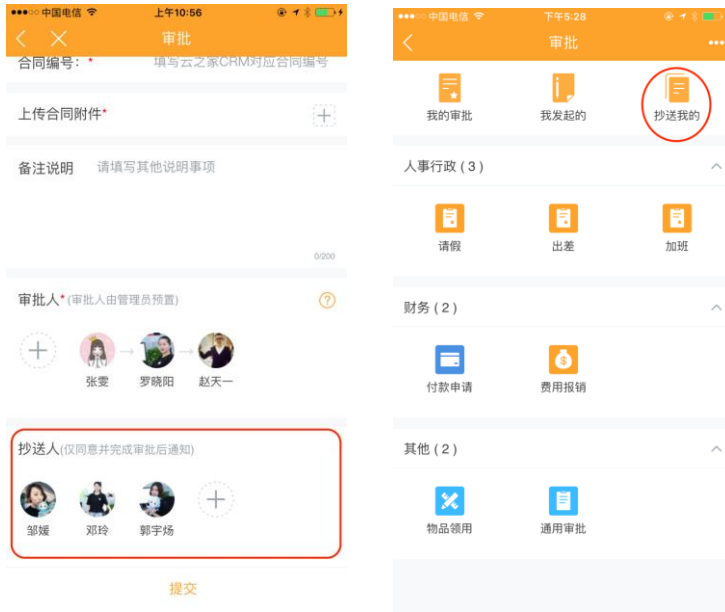 中国电信 上午10:56
审批
合同编号：* 填写云之家CRM对应合同编号
上传合同附件*
备注说明 请填写其他说明事项
0/200
审批人*(审批人由管理员预置)
张雯 罗晓阳 赵天一
抄送人(仅同意并完成审批后通知)
邹媛 邓玲 郭宇炀
提交
中国电信 下午5:28
审批
我的审批 我发起的 抄送我的
人事行政 ( 3 )
请假 出差 加班
财务 ( 2 )
付款申请 费用报销
其他 ( 2 )
物品领用 通用审批